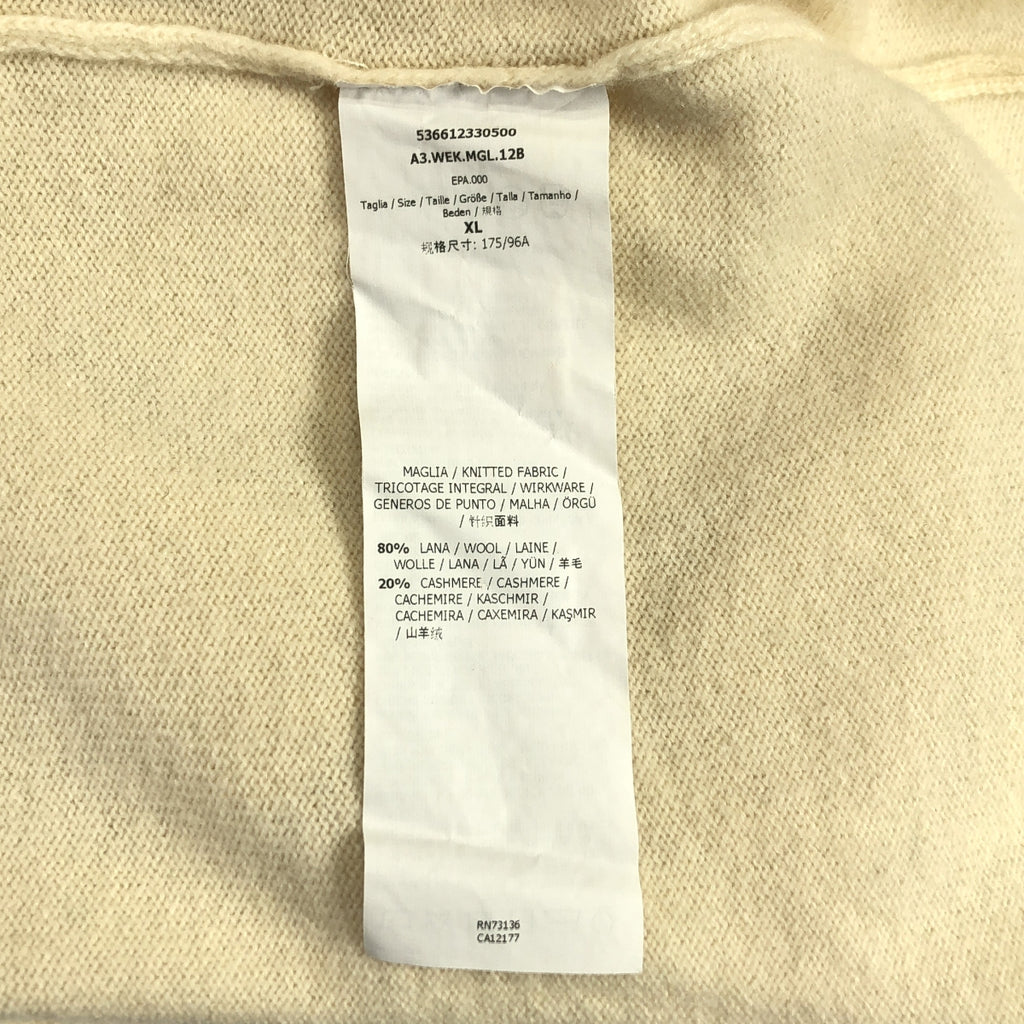 536612330500
A3.WEK.MGL.12B
EPA.000
Taglia / Size / Taille / Größe / Talla / Tamanho /
Beden / 规格
XL
规格尺寸: 175/96A
MAGLIA / KNITTED FABRIC /
TRICOTAGE INTEGRAL / WIRKWARE /
GENEROS DE PUNTO / MALHA / ÖRGÜ
/ 针织面料
80% LANA / WOOL / LAINE /
WOLLE / LANA / LÃ / YÜN / 羊毛
20% CASHMERE / CASHMERE /
CACHEMIRE / KASCHMIR /
CACHEMIRA / CAXEMIRA / KAŞMIR
/ 山羊绒
RN73136
CA12177